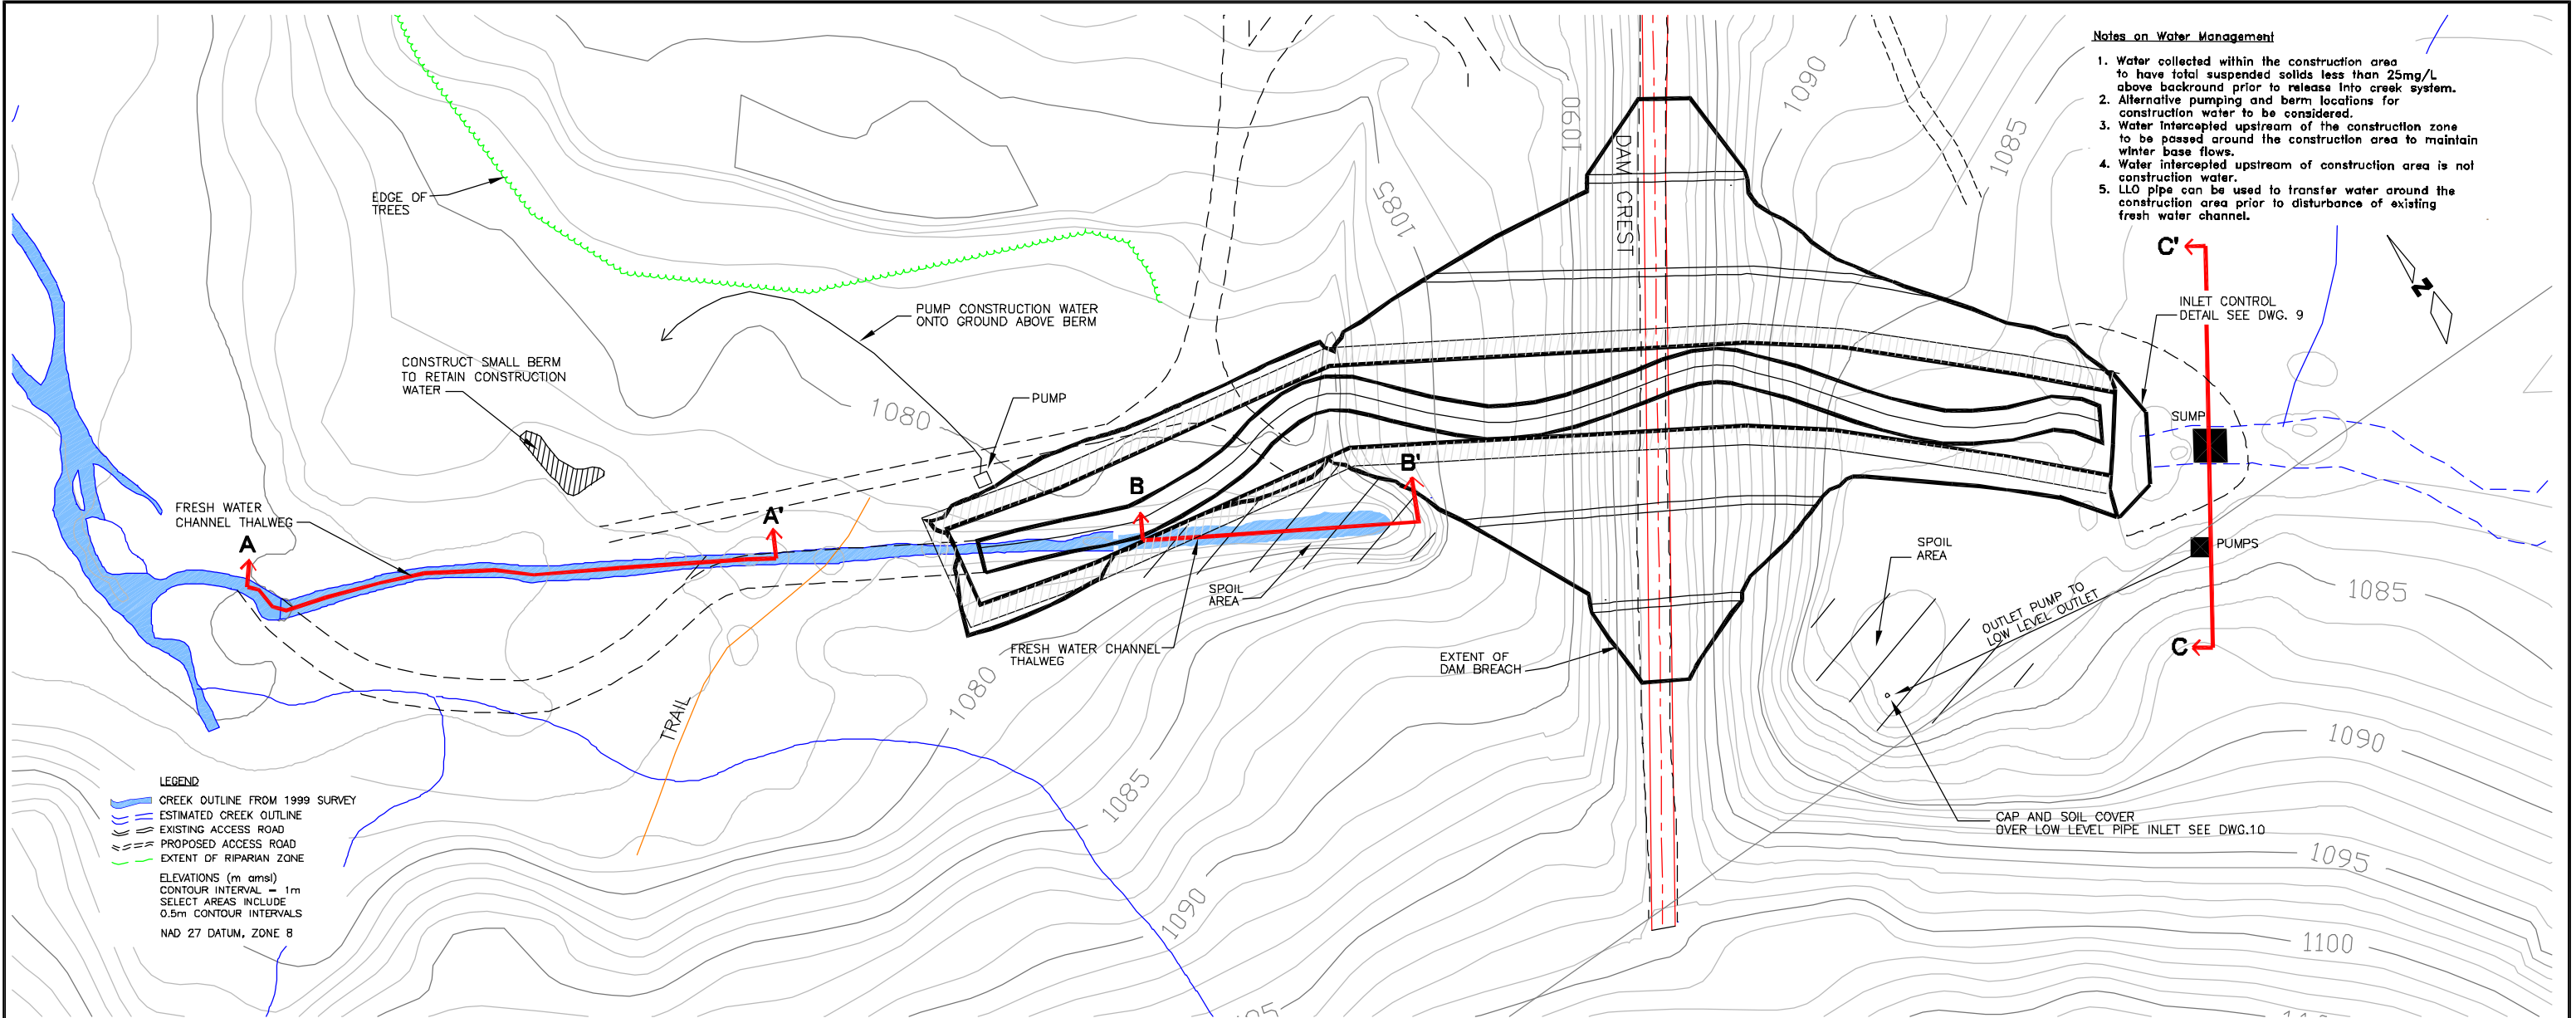 Notes on Water Management
1. Water collected within the construction area
to have total suspended solids less than 25mg/L
above backround prior to release into creek system.
2. Alternative pumping and berm locations for
construction water to be considered.
3. Water intercepted upstream of the construction zone
to be passed around the construction area to maintain
winter base flows.
4. Water intercepted upstream of construction area is not
construction water.
5. LLO pipe can be used to transfer water around the
construction area prior to disturbance of existing
fresh water channel.
1090
1090
1085
1085
DAM CREST
EDGE OF
TREES
C'
N
INLET CONTROL
DETAIL SEE DWG. 9
PUMP CONSTRUCTION WATER
ONTO GROUND ABOVE BERM
CONSTRUCT SMALL BERM
TO RETAIN CONSTRUCTION
WATER
1080
PUMP
SUMP
B'
B
FRESH WATER
CHANNEL THALWEG
A'
A
PUMPS
SPOIL
AREA
SPOIL
AREA
OUTLET PUMP TO
LOW LEVEL OUTLET
1085
FRESH WATER CHANNEL
THALWEG
EXTENT OF
DAM BREACH
C
1080
TRAIL
1090
1085
CAP AND SOIL COVER
OVER LOW LEVEL PIPE INLET SEE DWG.10
1095
1090
1100
LEGEND
CREEK OUTLINE FROM 1999 SURVEY
ESTIMATED CREEK OUTLINE
EXISTING ACCESS ROAD
PROPOSED ACCESS ROAD
EXTENT OF RIPARIAN ZONE
ELEVATIONS (m amsl)
CONTOUR INTERVAL = 1m
SELECT AREAS INCLUDE
0.5m CONTOUR INTERVALS
NAD 27 DATUM, ZONE 8